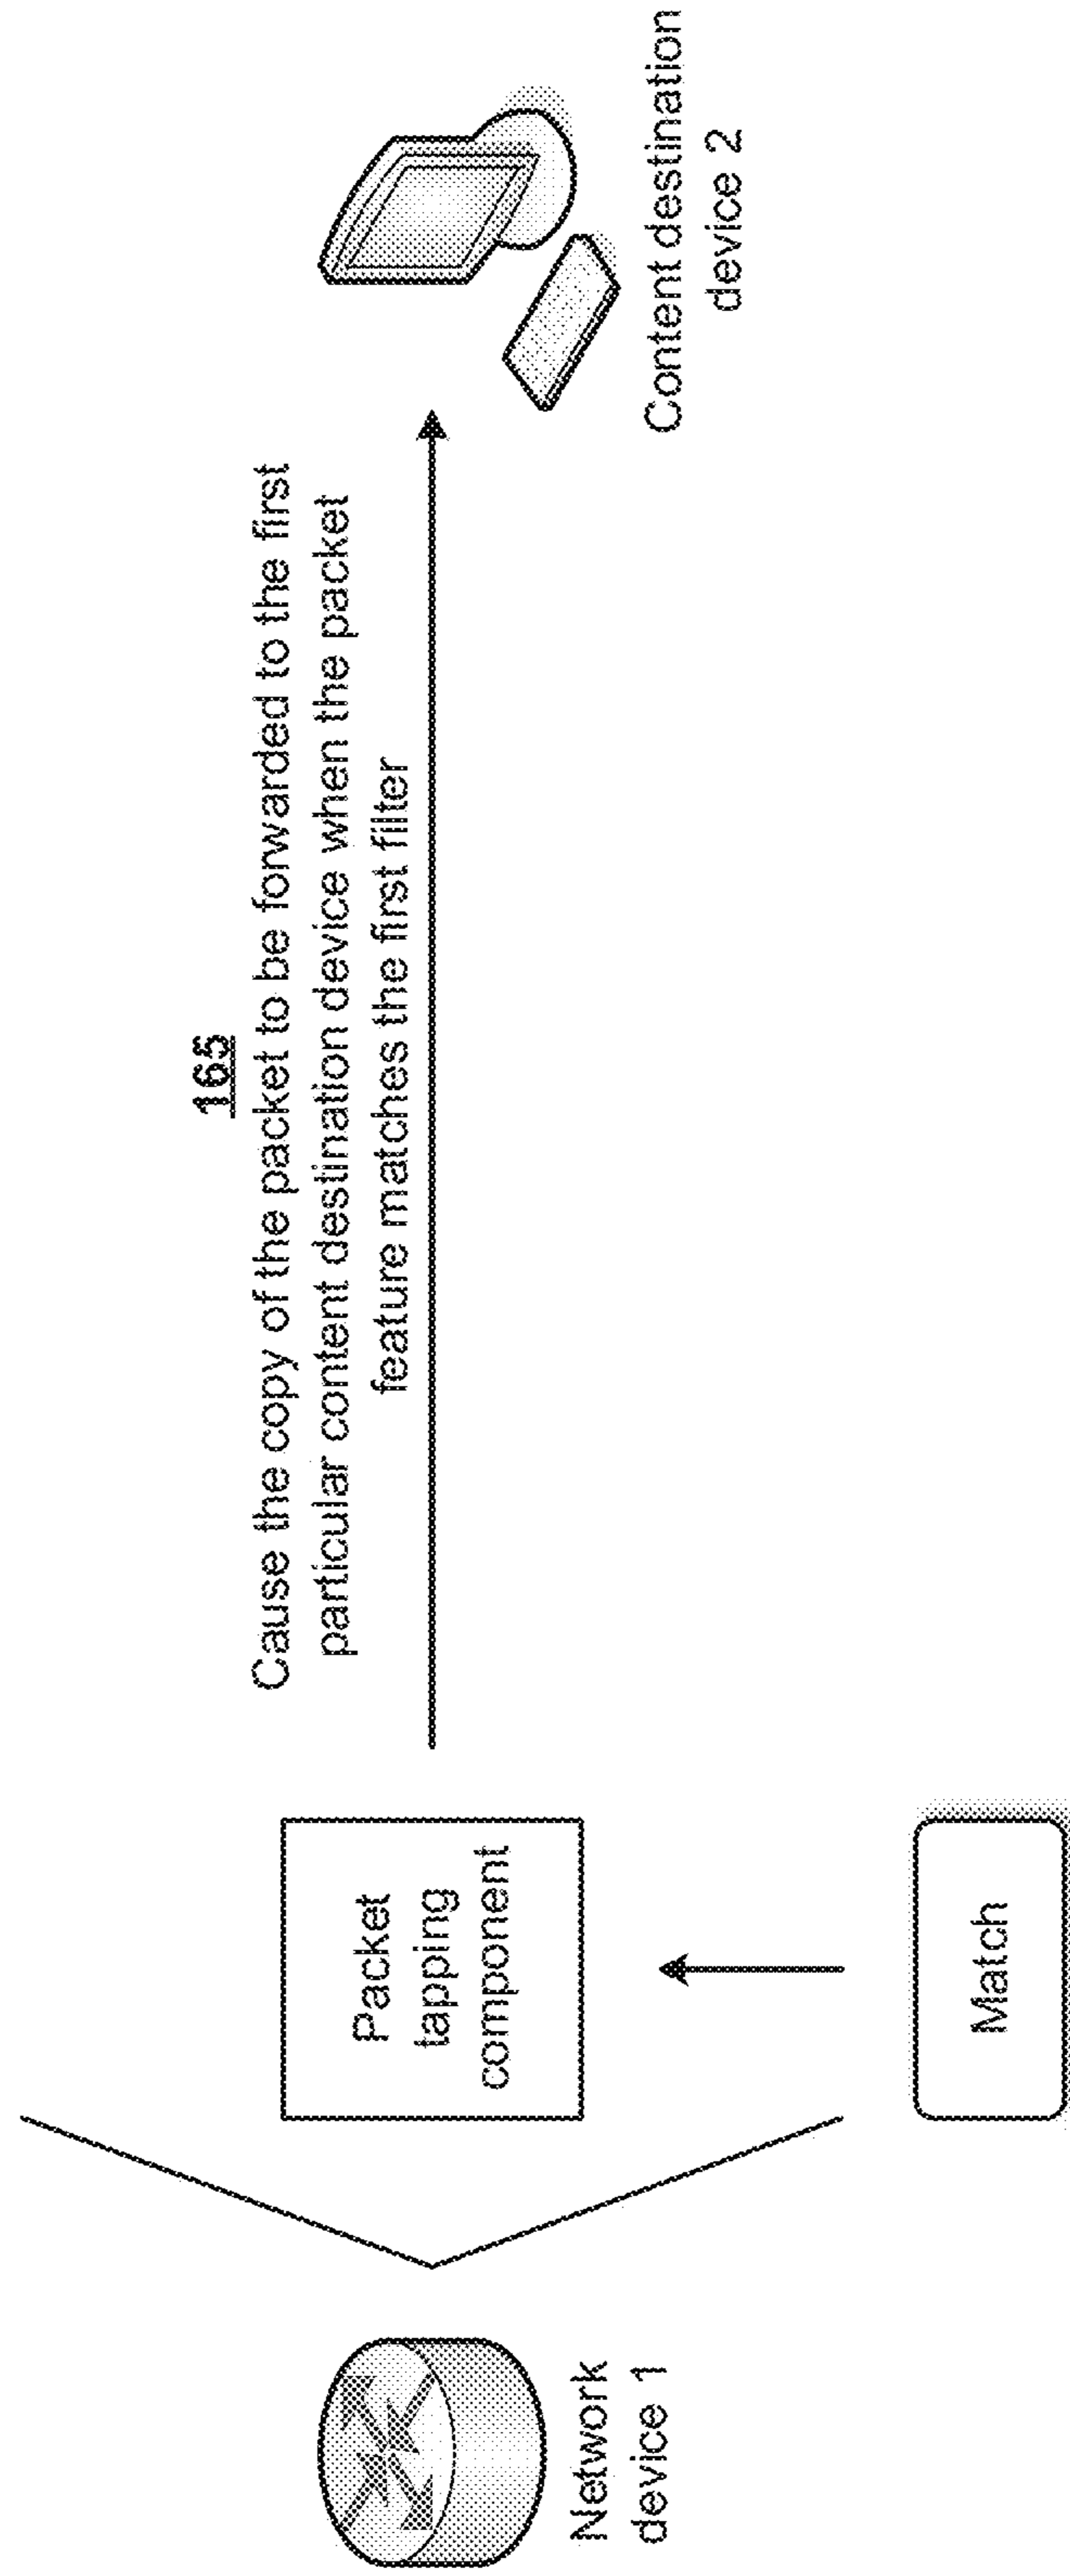 165
Cause the copy of the packet to be forwarded to the first
particular content destination device when the packet
feature matches the first filter
Network
device 1
Packet
tapping
component
Content destination
device 2
Match